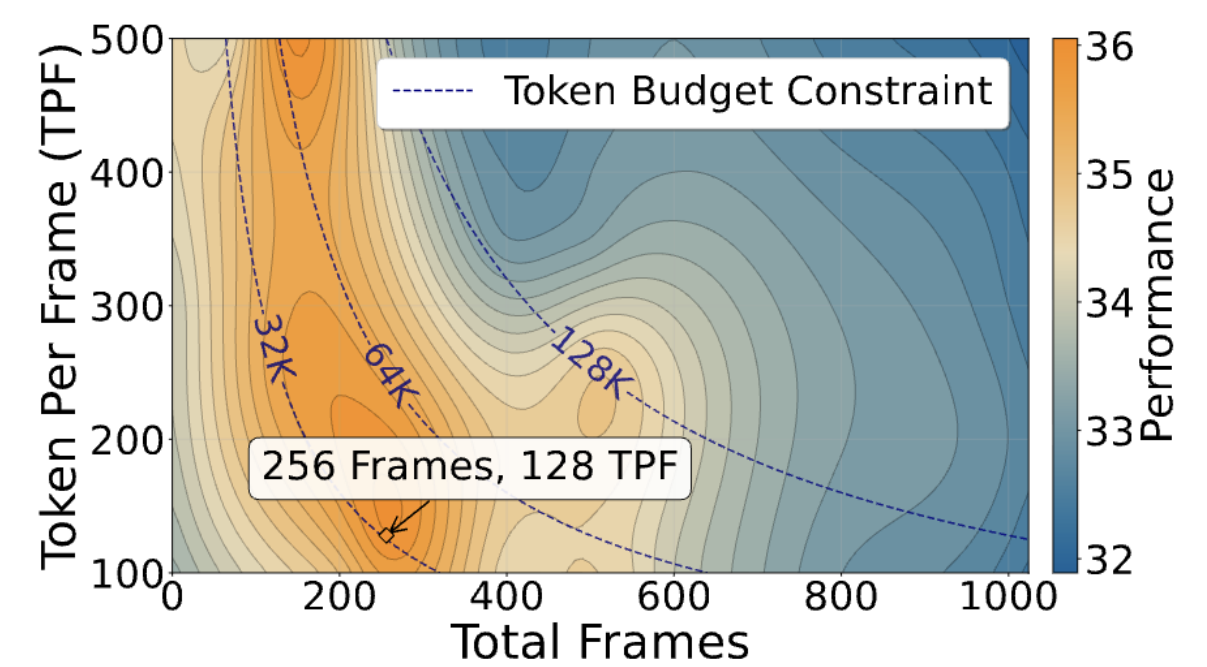 Token Per Frame (TPF)
500
400
300
200
100
Token Budget Constraint
32K
64K
128K
256 Frames, 128 TPF
0
200
400
600
800
1000
Total Frames
36
35
34
33
32
Performance